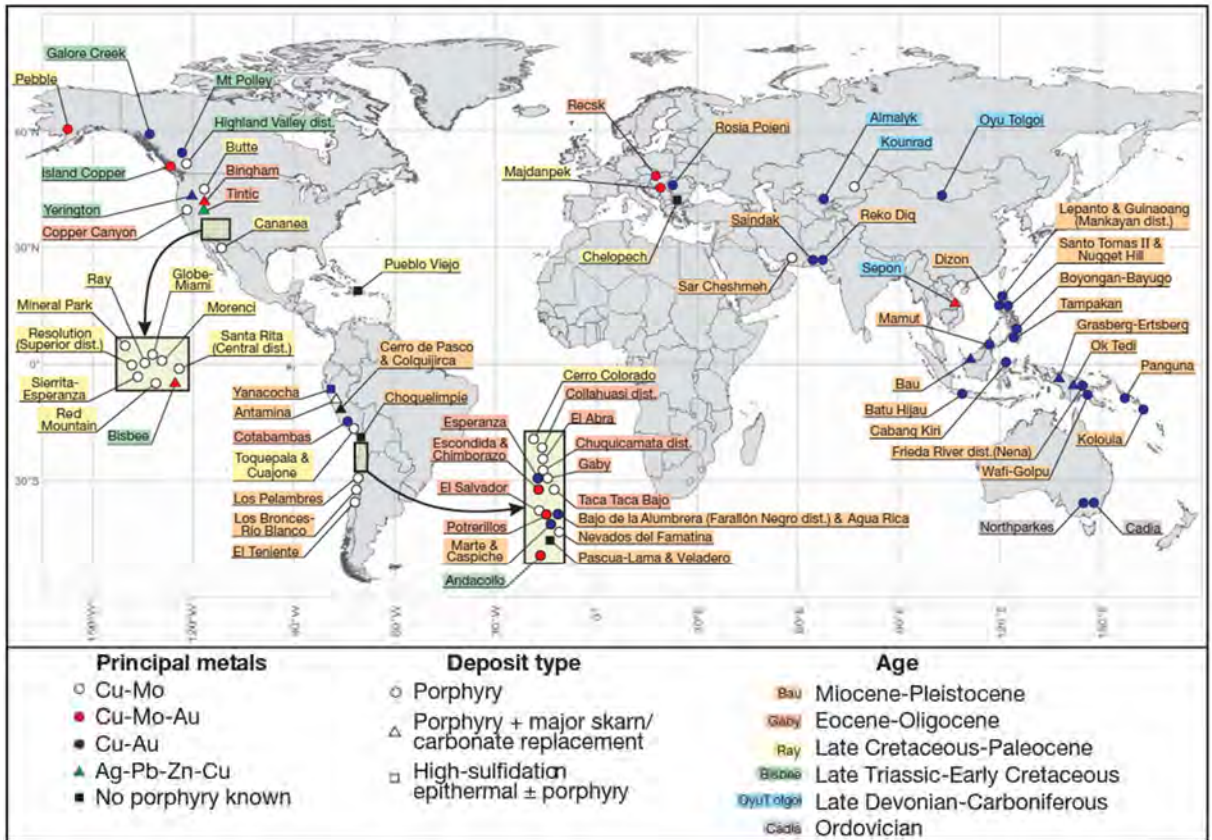 Galore Creek
Pebble
Mt Polley
Highland Valley dist.
Butte
Bingham
Tintic
Island Copper
Yerington
Copper Canyon
Cananea
Pueblo Viejo
Ray
Globe-
Miami
Mineral Park
Morenci
Resolution
(Superior dist.)
Santa Rita
(Central dist.)
Sierrita-
Esperanza
Red
Mountain
Bisbee
Yanacocha
Antamina
Cotabambas
Toquepala &
Cuajone
Los Pelambres
Los Bronces-
Río Blanco
El Teniente
Cerro de Pasco
& Colquijirca
Choquelimpie
Esperanza
Escondida &
Chimborazo
El Salvador
Potrerillos
Marte &
Caspiche
Andacollo
Cerro Colorado
Collahuasi dist.
El Abra
Chuquicamata dist.
Gaby
Taca Taca Bajo
Bajo de la Alumbrera (Farallón Negro dist.) & Agua Rica
Nevados del Famatina
Pascua-Lama & Veladero
Recsk
Rosia Poieni
Majdanpek
Chelopech
Almalyk
Kounrad
Oyu Tolgoi
Saindak
Reko Diq
Sar Cheshmeh
Sepon
Dizon
Lepanto & Guinaoang
(Mankayan dist.)
Santo Tomas II &
Nugget Hill
Boyongan-Bayugo
Tampakan
Grasberg-Ertsberg
Ok Tedi
Panguna
Mamut
Bau
Batu Hijau
Cabang Kiri
Frieda River dist.(Nena)
Wafi-Golpu
Koloula
Northparkes
Cadia
60°N
30°N
0°
30°S
120°W
60°W
0°
120°E
Principal metals
Cu-Mo
Cu-Mo-Au
Cu-Au
Ag-Pb-Zn-Cu
No porphyry known
Deposit type
Porphyry
Porphyry + major skarn/
carbonate replacement
High-sulfidation
epithermal ± porphyry
Age
Bau Miocene-Pleistocene
Gaby Eocene-Oligocene
Ray Late Cretaceous-Paleocene
Bisbee Late Triassic-Early Cretaceous
OyuTolgoi Late Devonian-Carboniferous
Cadia Ordovician